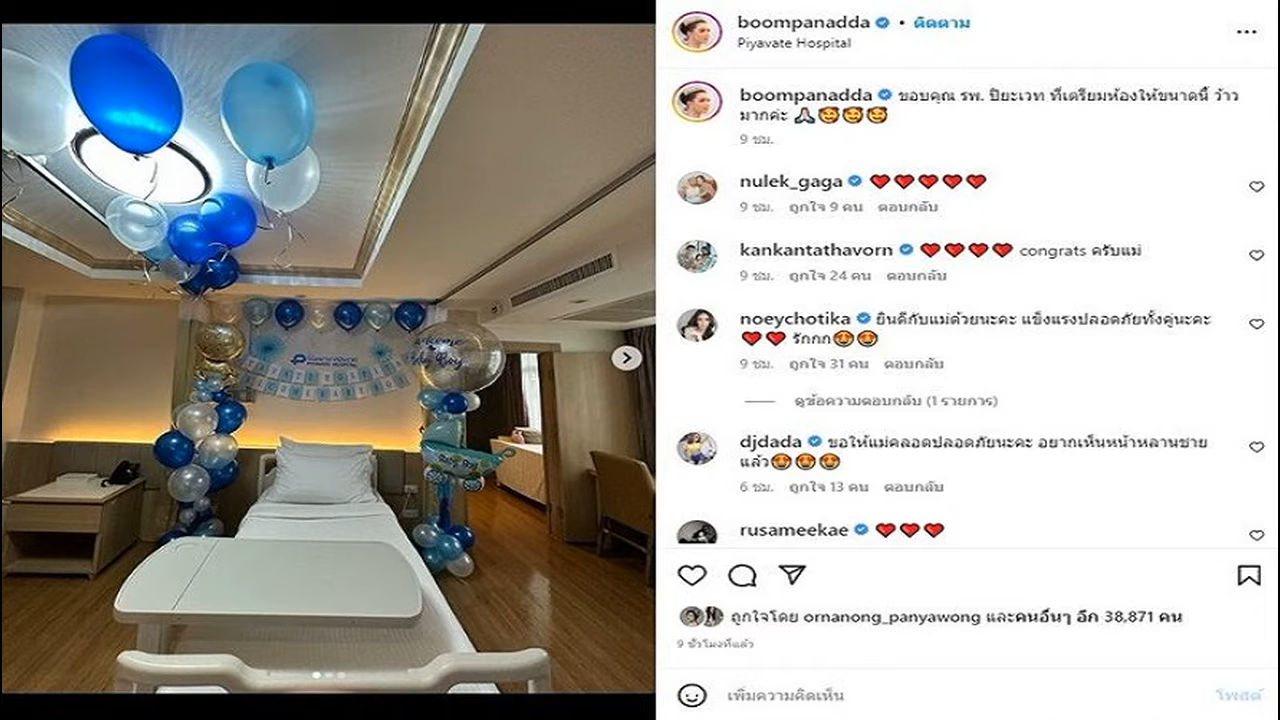 boompanadda • ติดตาม
Piyavate Hospital
boompanadda ขอบคุณ รพ. ปิยะเวท ที่เตรียมห้องให้ขนาดนี้ ว้าว
มากค่ะ 🙏🥰🥰🥰
9 ชม.
nulek_gaga ❤️❤️❤️❤️❤️
9 ชม. ถูกใจ 9 คน ตอบกลับ
kankantathavorn ❤️❤️❤️❤️ congrats ครับแม่
9 ชม. ถูกใจ 24 คน ตอบกลับ
noeychotika ยินดีกับแม่ด้วยนะคะ แข็งแรงปลอดภัยทั้งคู่นะคะ
❤️❤️ รักกก😍😍
9 ชม. ถูกใจ 31 คน ตอบกลับ
ดูข้อความตอบกลับ (1 รายการ)
djdada ขอให้แม่คลอดปลอดภัยนะคะ อยากเห็นหน้าหลานชาย
แล้ว😍😍😍
6 ชม. ถูกใจ 13 คน ตอบกลับ
rusameekae ❤️❤️❤️
ถูกใจโดย ornanong_panyawong และคนอื่นๆ อีก 38,871 คน
9 ชั่วโมงที่แล้ว
เพิ่มความคิดเห็น
โพสต์
Baby Boy